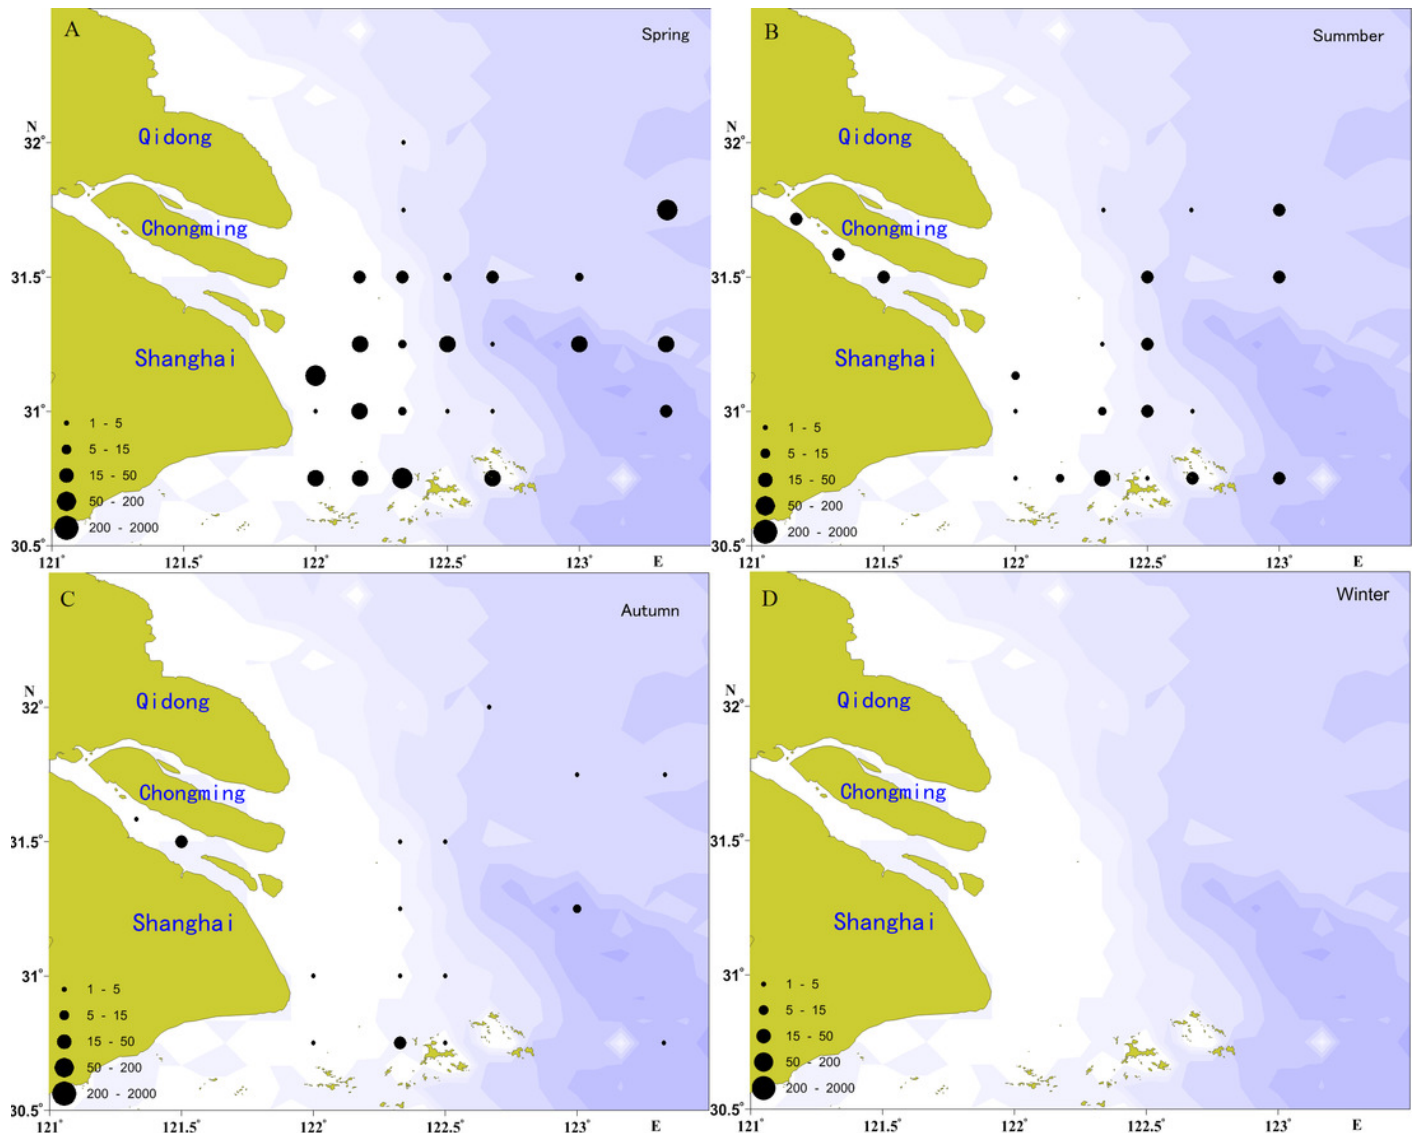 A
Spring
N
32°
Qidong
Chongming
31.5°
Shanghai
31°
1 - 5
5 - 15
15 - 50
50 - 200
200 - 2000
30.5°
121° 121.5° 122° 122.5° 123° E
B
Summber
N
32°
Qidong
Chongming
31.5°
Shanghai
31°
1 - 5
5 - 15
15 - 50
50 - 200
200 - 2000
30.5°
121° 121.5° 122° 122.5° 123° E
C
Autumn
N
32°
Qidong
Chongming
31.5°
Shanghai
31°
1 - 5
5 - 15
15 - 50
50 - 200
200 - 2000
30.5°
121° 121.5° 122° 122.5° 123° E
D
Winter
N
32°
Qidong
Chongming
31.5°
Shanghai
31°
1 - 5
5 - 15
15 - 50
50 - 200
200 - 2000
30.5°
121° 121.5° 122° 122.5° 123° E